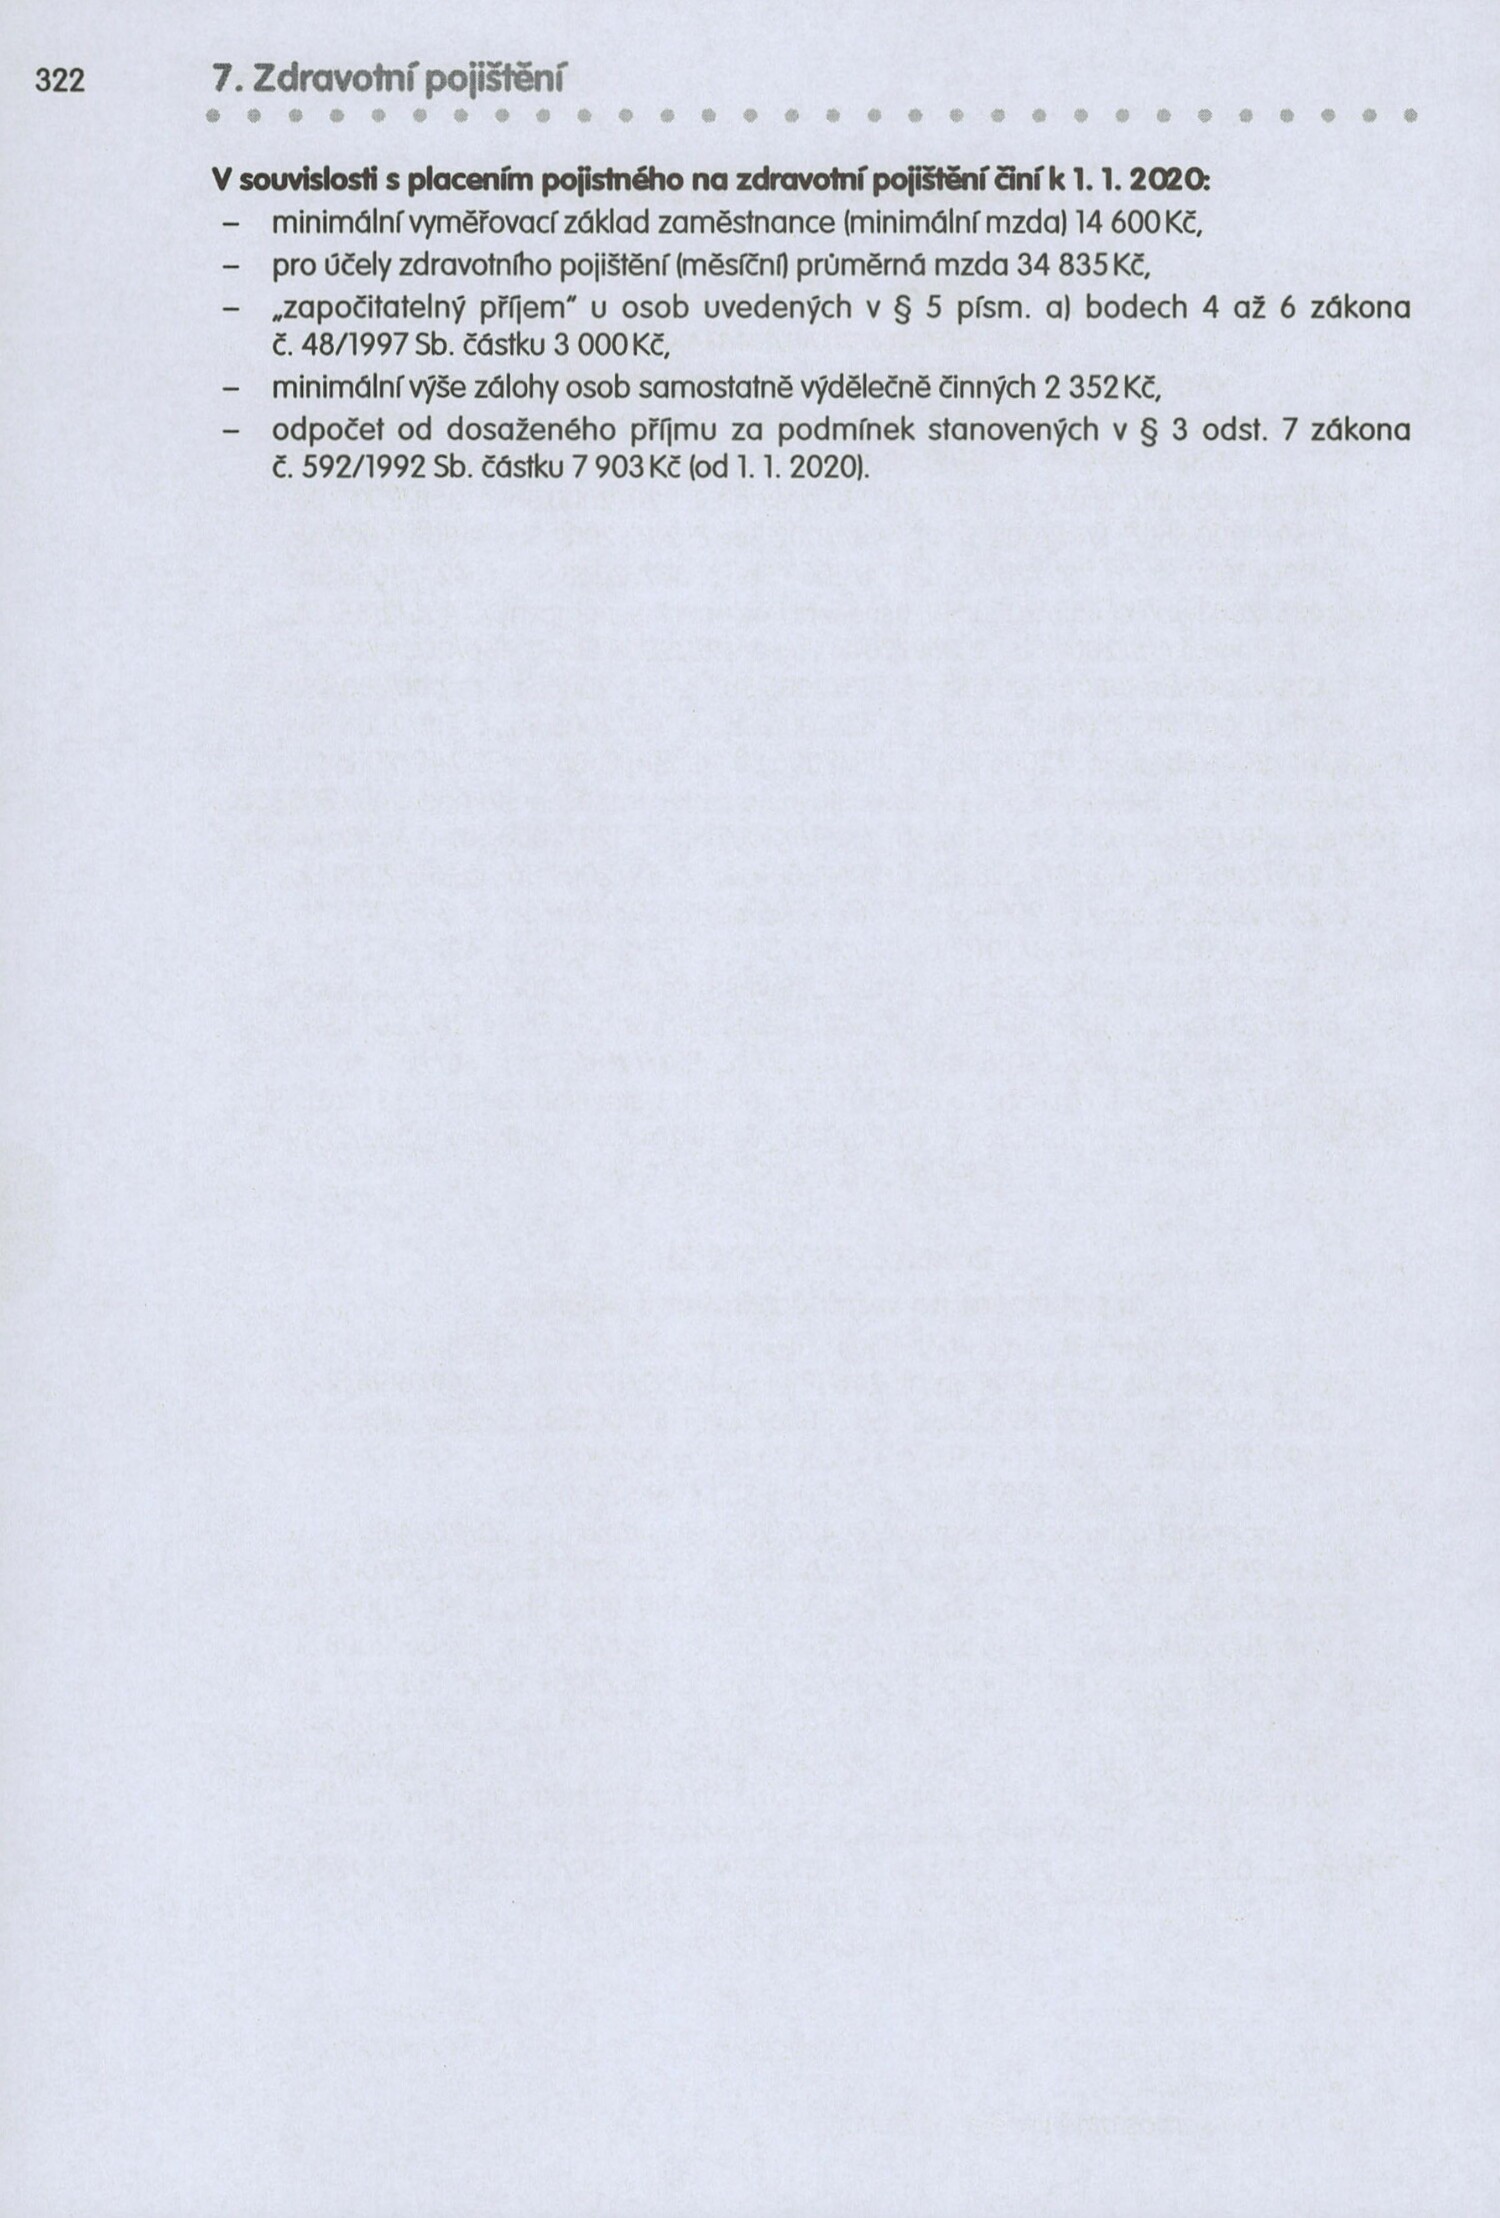 322
7. Zdravotní pojištění
V souvislosti s placením pojistného na zdravotní pojištění činí k 1. 1. 2020:
– minimální vyměřovací základ zaměstnance (minimální mzda) 14 600 Kč,
– pro účely zdravotního pojištění (měsíční) průměrná mzda 34 835 Kč,
– „započitatelný příjem“ u osob uvedených v § 5 písm. a) bodech 4 až 6 zákona
č. 48/1997 Sb. částku 3 000 Kč,
– minimální výše zálohy osob samostatně výdělečně činných 2 352 Kč,
– odpočet od dosaženého příjmu za podmínek stanovených v § 3 odst. 7 zákona
č. 592/1992 Sb. částku 7 903 Kč (od 1. 1. 2020).